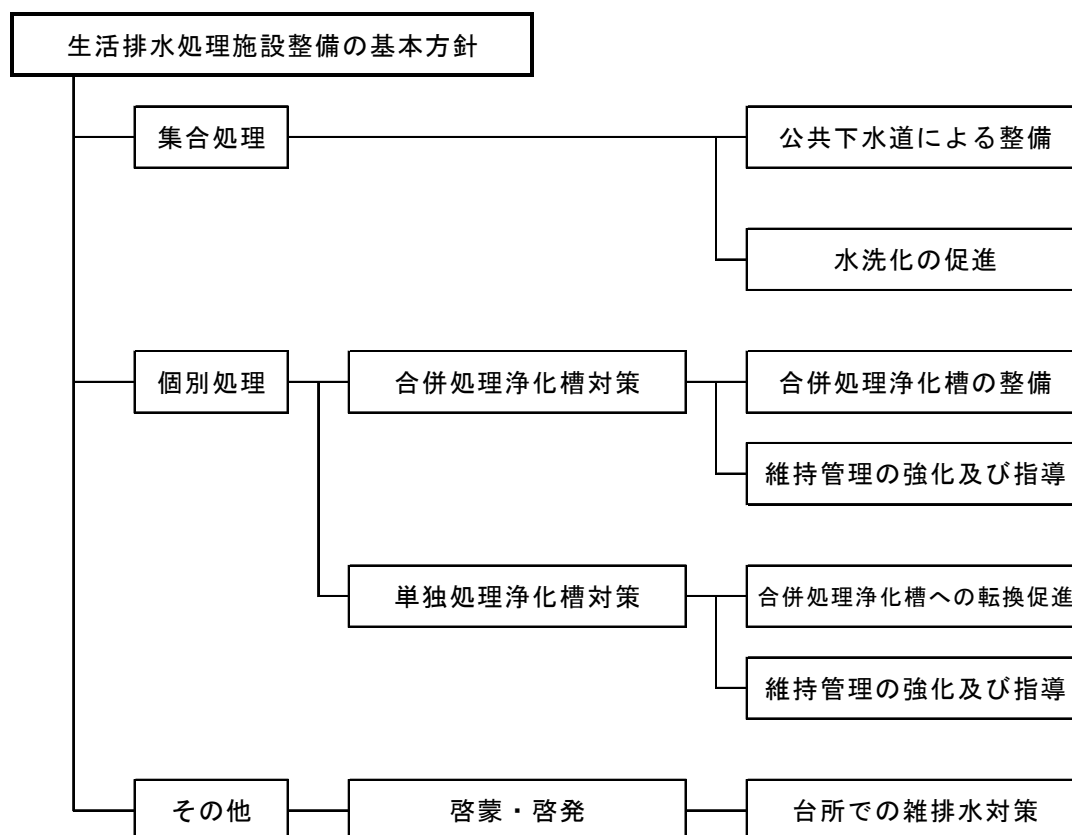 生活排水処理施設整備の基本方針
集合処理
公共下水道による整備
水洗化の促進
個別処理
合併処理浄化槽対策
合併処理浄化槽の整備
維持管理の強化及び指導
単独処理浄化槽対策
合併処理浄化槽への転換促進
維持管理の強化及び指導
その他
啓蒙・啓発
台所での雑排水対策